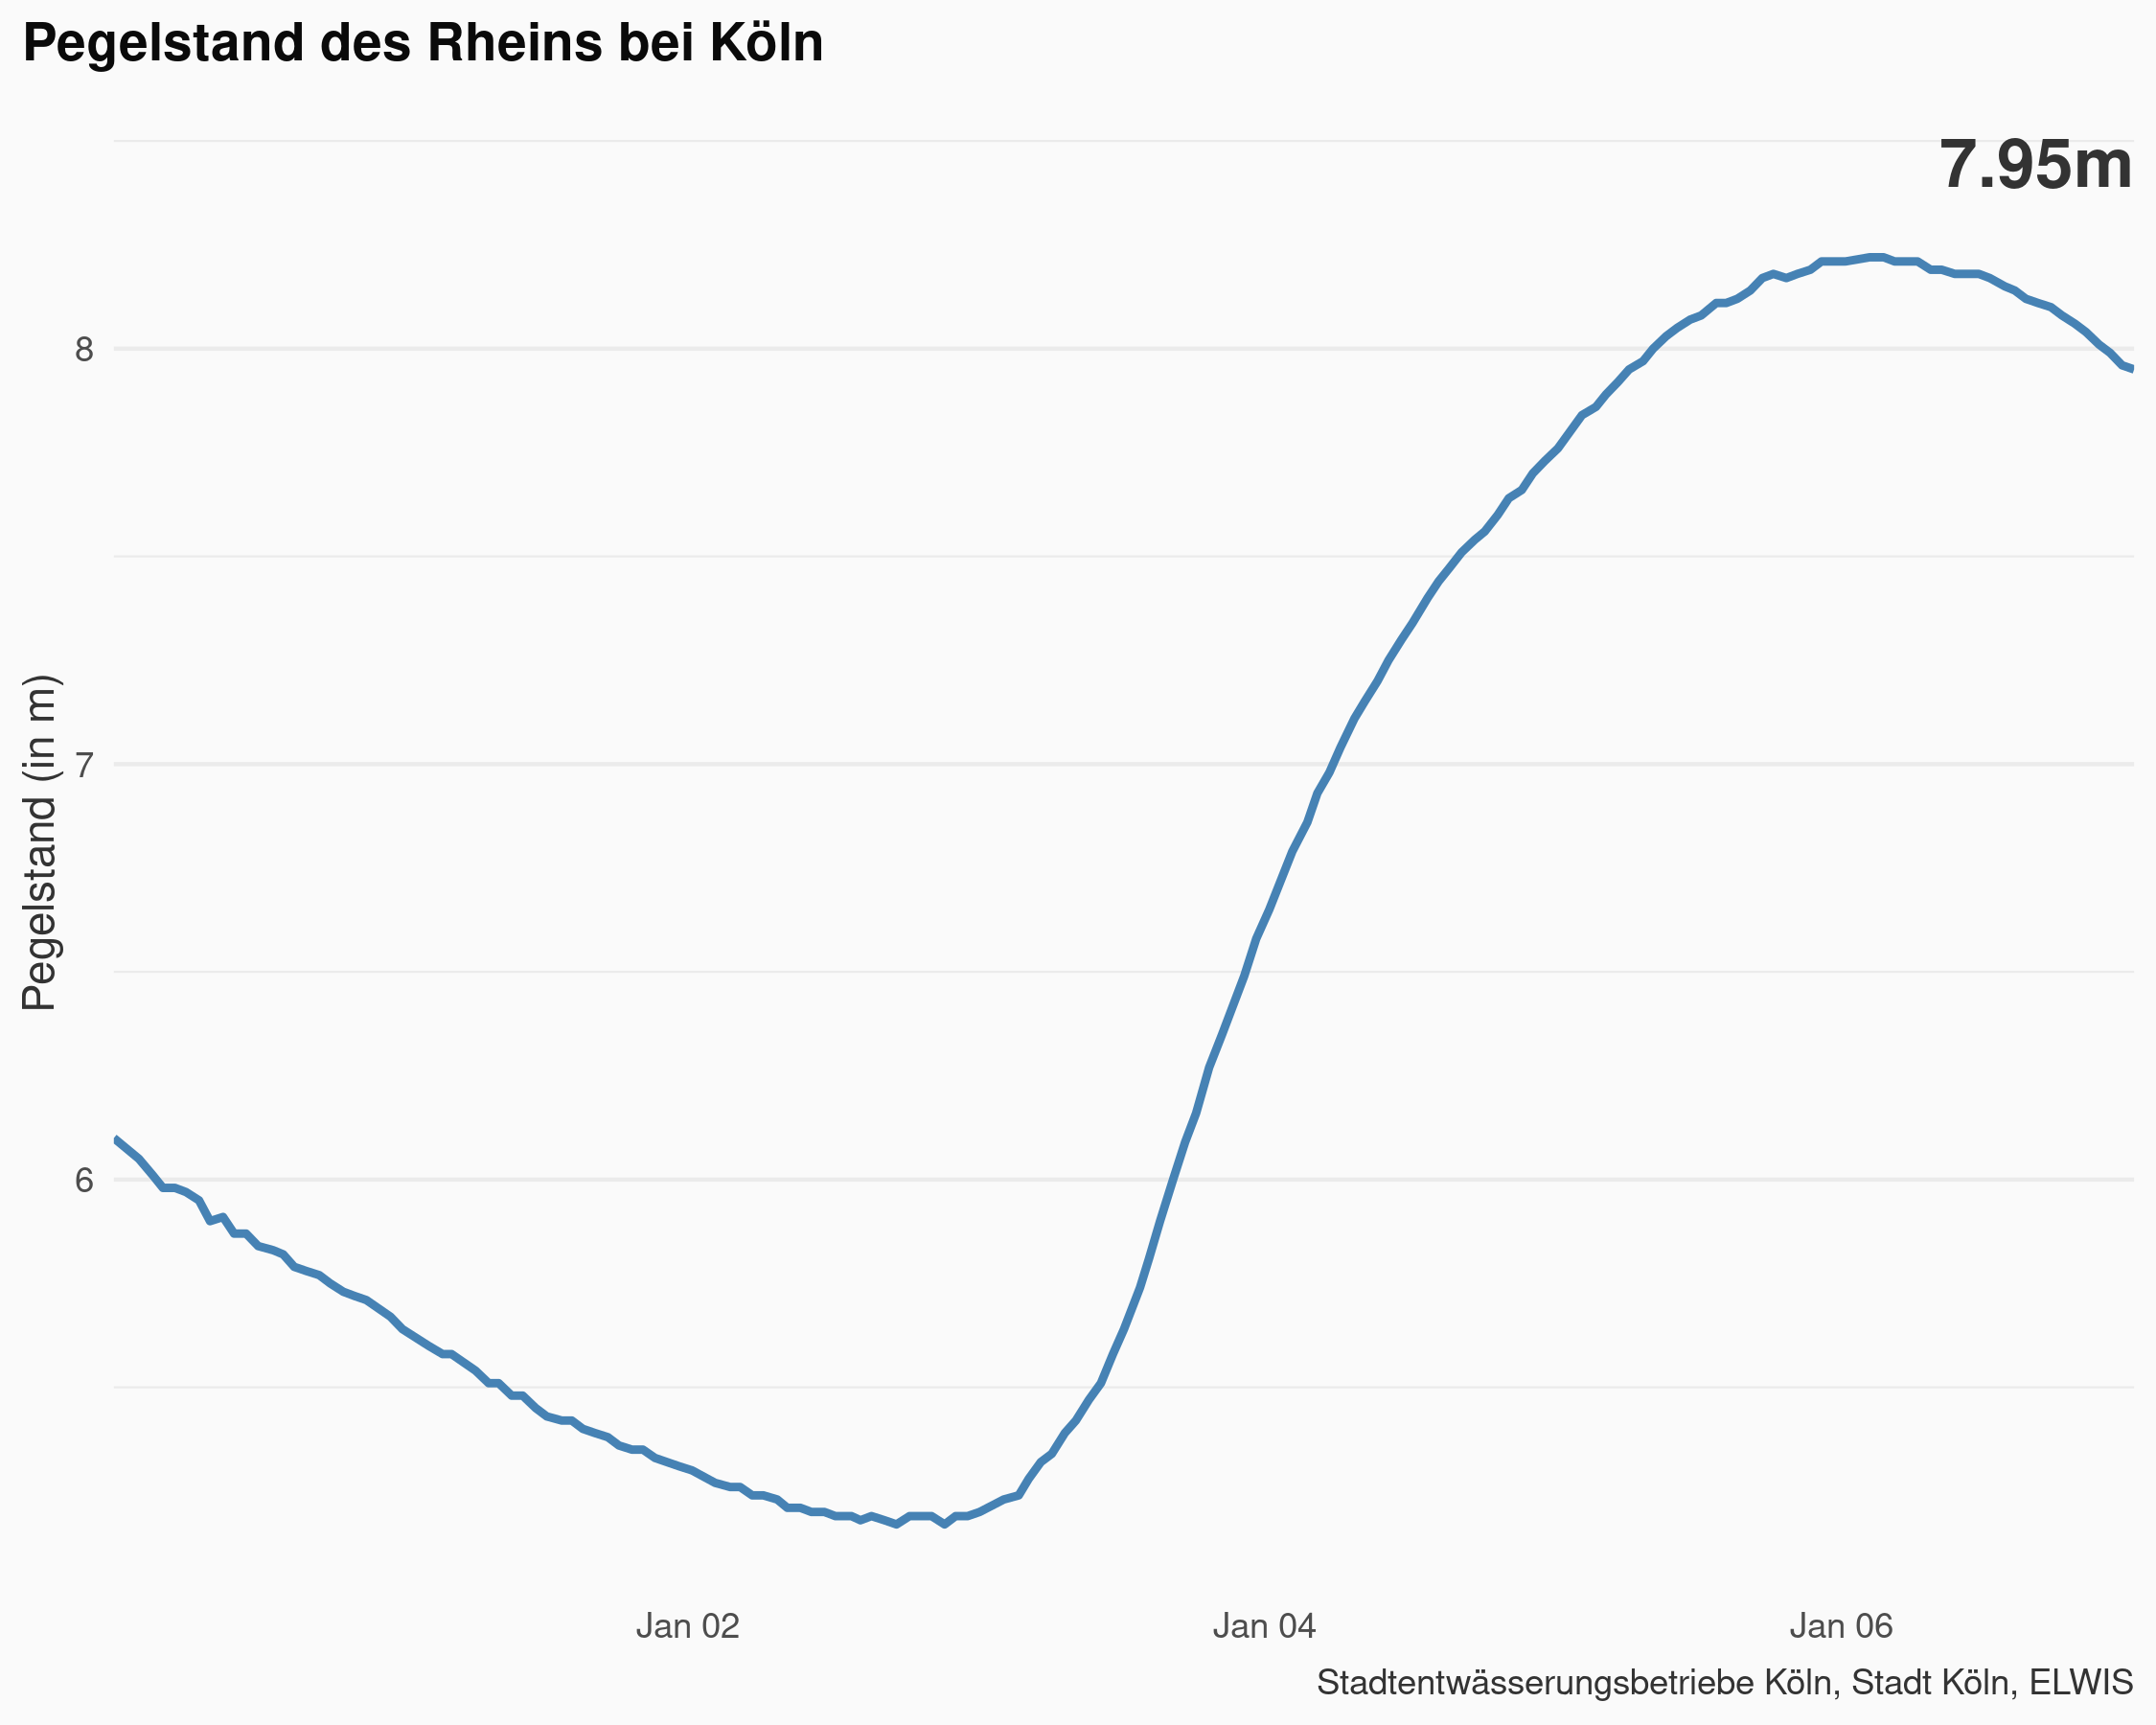 Pegelstand des Rheins bei Köln
7.95m
Pegelstand (in m)
8
7
6
Jan 02
Jan 04
Jan 06
Stadtentwässerungsbetriebe Köln, Stadt Köln, ELWIS